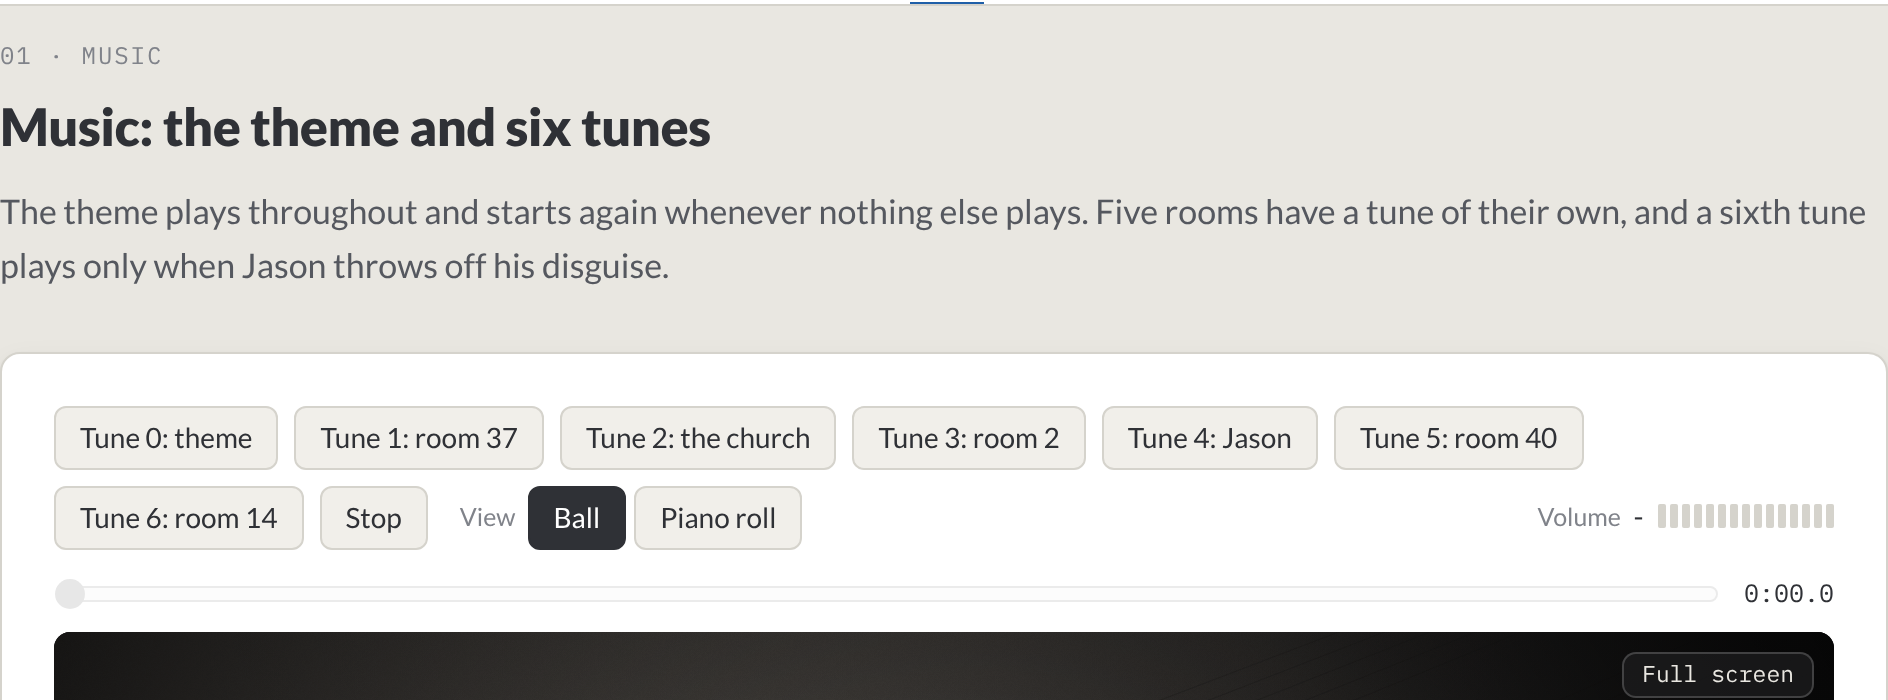 01 · MUSIC
Music: the theme and six tunes
The theme plays throughout and starts again whenever nothing else plays. Five rooms have a tune of their own, and a sixth tune
plays only when Jason throws off his disguise.
Tune 0: theme Tune 1: room 37 Tune 2: the church Tune 3: room 2 Tune 4: Jason Tune 5: room 40
Tune 6: room 14 Stop View Ball Piano roll Volume -
0:00.0
Full screen